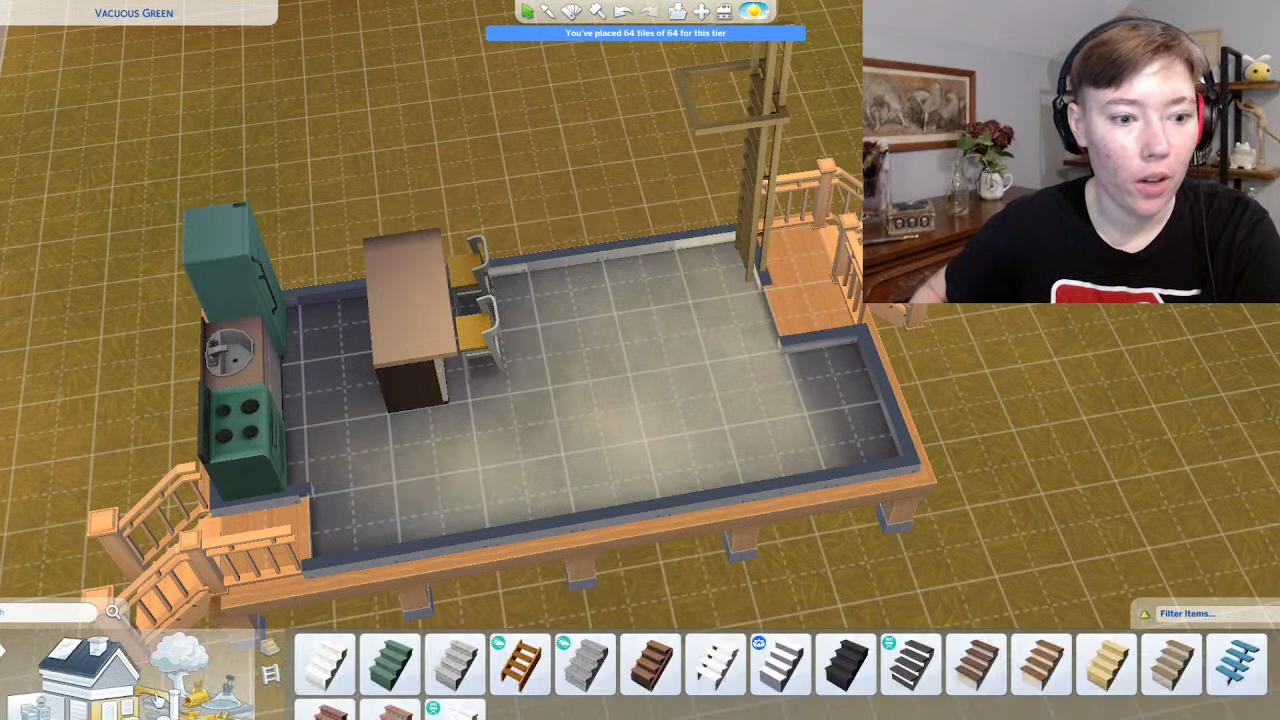 Vacuous Green
You've placed 64 tiles of 64 for this tier
Filter Items...